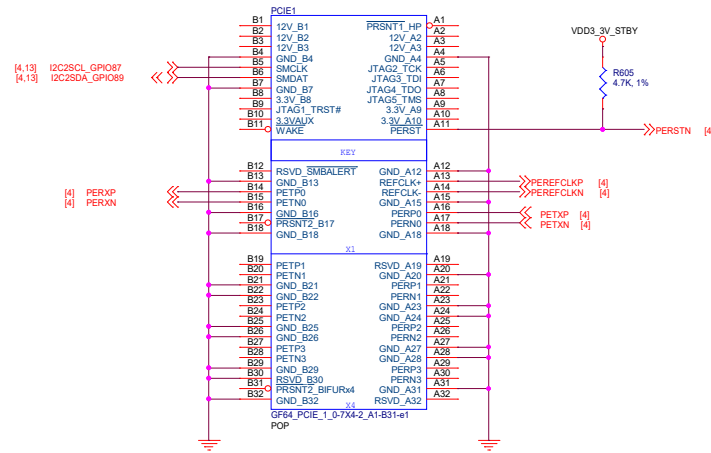 PCIE1
B1 12V_B1 PRSNT1_HP A1
B2 12V_B2 12V_A2 A2
B3 12V_B3 12V_A3 A3
B4 GND_B4 GND_A4 A4
[4,13] I2C2SCL_GPIO87 B5 SMCLK JTAG2_TCK A5
[4,13] I2C2SDA_GPIO89 B6 SMDAT JTAG3_TDI A6
B7 GND_B7 JTAG4_TDO A7
B8 3.3V_B8 JTAG5_TMS A8
B9 JTAG1_TRST# 3.3V_A9 A9
B10 3.3VAUX 3.3V_A10 A10
B11 WAKE PERST A11
VDD3_3V_STBY
R605
4.7K, 1%
PERSTN [4
KEY
B12 RSVD_SMBALERT GND_A12 A12
B13 GND_B13 REFCLK+ A13 PEREFCLKP [4]
[4] PERXP B14 PETP0 REFCLK- A14 PEREFCLKN [4]
[4] PERXN B15 PETN0 GND_A15 A15
B16 GND_B16 PERP0 A16 PETXP [4]
B17 PRSNT2_B17 PERN0 A17 PETXN [4]
B18 GND_B18 GND_A18 A18
X1
B19 PETP1 RSVD_A19 A19
B20 PETN1 GND_A20 A20
B21 GND_B21 PERP1 A21
B22 GND_B22 PERN1 A22
B23 PETP2 GND_A23 A23
B24 PETN2 GND_A24 A24
B25 GND_B25 PERP2 A25
B26 GND_B26 PERN2 A26
B27 PETP3 GND_A27 A27
B28 PETN3 GND_A28 A28
B29 GND_B29 PERP3 A29
B30 RSVD_B30 PERN3 A30
B31 PRSNT2_BIFURx4 GND_A31 A31
B32 GND_B32 RSVD_A32 A32
X4
GF64_PCIE_1_0-7X4-2_A1-B31-e1
POP